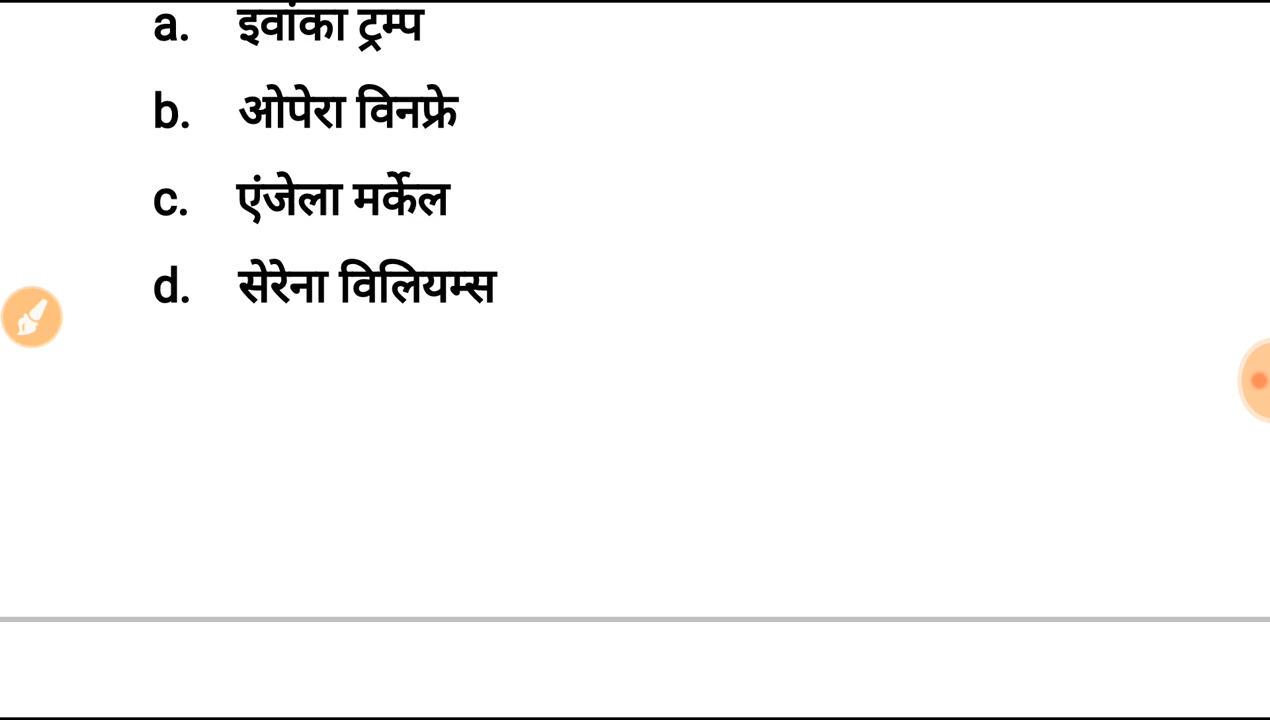 a. इवांका ट्रम्प
b. ओपेरा विनफ्रे
c. एंजेला मर्केल
d. सेरेना विलियम्स